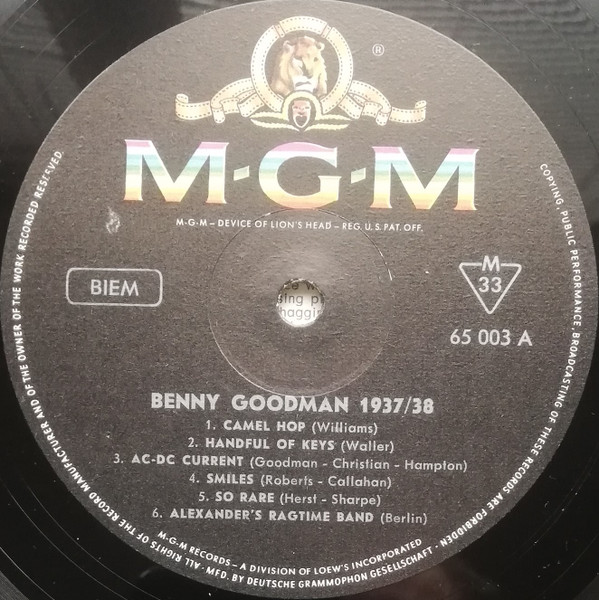 ®
M·G·M
M-G-M – DEVICE OF LION'S HEAD – REG. U.S. PAT. OFF.
BIEM
M
33
65 003 A
BENNY GOODMAN 1937/38
1. CAMEL HOP (Williams)
2. HANDFUL OF KEYS (Waller)
3. AC-DC CURRENT (Goodman - Christian - Hampton)
4. SMILES (Roberts - Callahan)
5. SO RARE (Herst - Sharpe)
6. ALEXANDER'S RAGTIME BAND (Berlin)
M-G-M RECORDS – A DIVISION OF LOEW'S INCORPORATED
MFD. BY DEUTSCHE GRAMMOPHON GESELLSCHAFT · ALL RIGHTS OF THE RECORD MANUFACTURER AND OF THE OWNER OF THE WORK RECORDED RESERVED.
COPYING, PUBLIC PERFORMANCE, BROADCASTING OF THESE RECORDS ARE FORBIDDEN